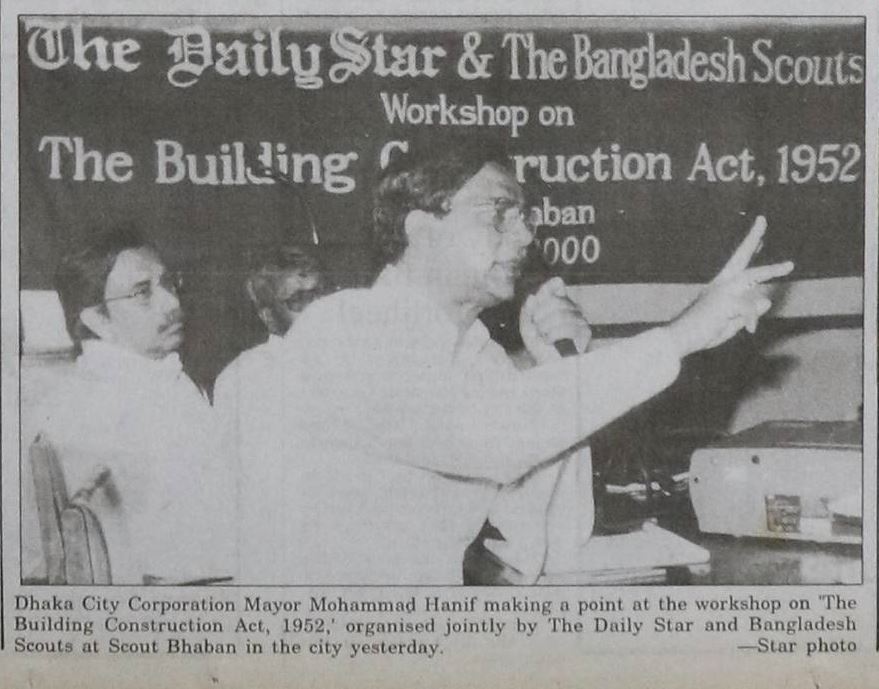 The Daily Star & The Bangladesh Scouts
Workshop on
The Building ruction Act, 1952
aban
000
Dhaka City Corporation Mayor Mohammad Hanif making a point at the workshop on 'The
Building Construction Act, 1952,' organised jointly by The Daily Star and Bangladesh
Scouts at Scout Bhaban in the city yesterday. —Star photo